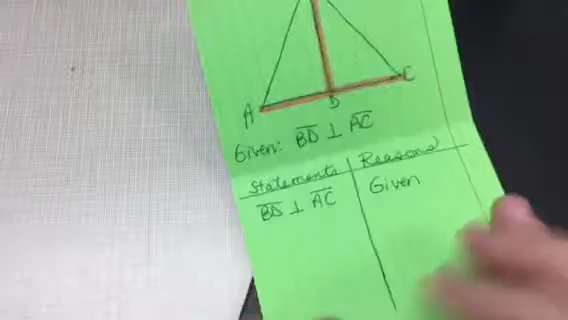 A B C
Given: BD ⊥ AC
Statements Reasons
BD ⊥ AC Given